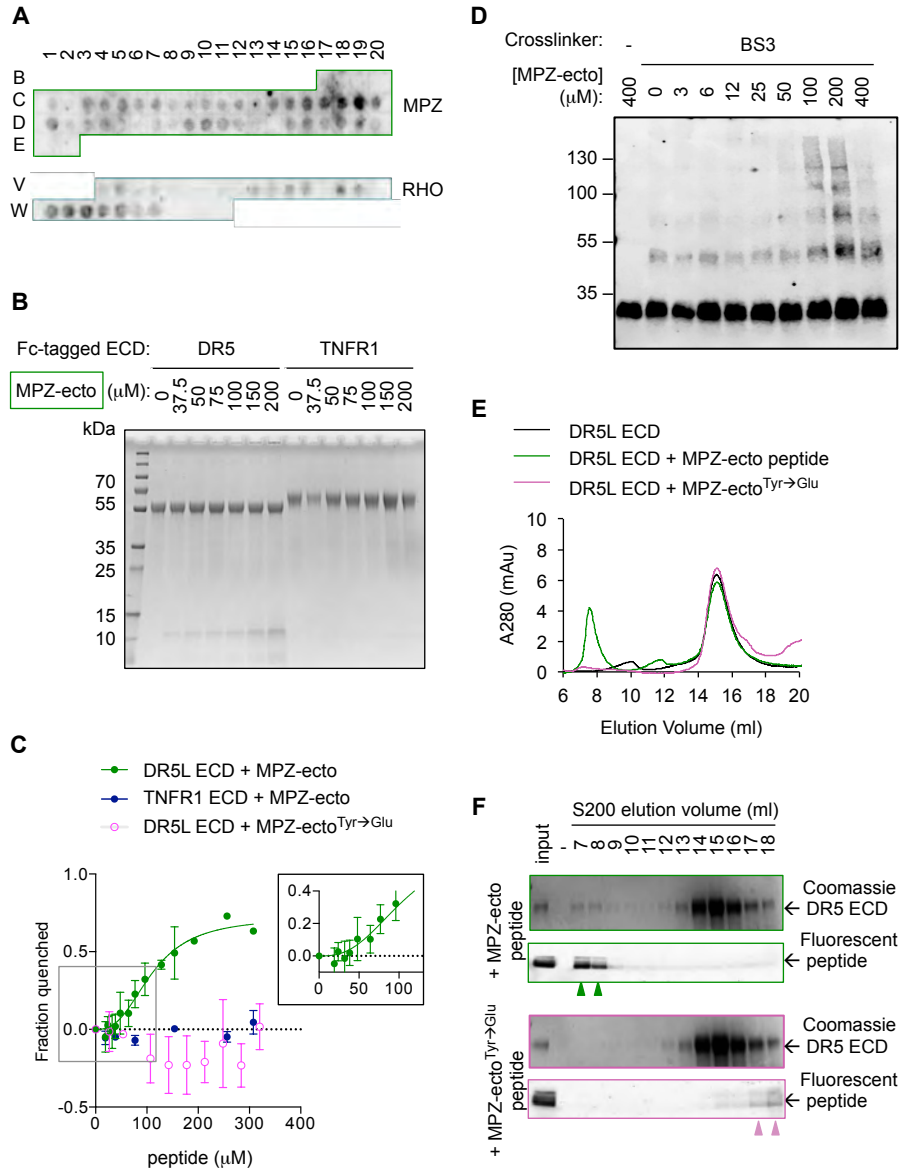 A
1 2 3 4 5 6 7 8 9 10 11 12 13 14 15 16 17 18 19 20
B
C
D
E
MPZ
V
W
RHO
B
Fc-tagged ECD: DR5 TNFR1
MPZ-ecto (μM): 0 37.5 50 75 100 150 200 0 37.5 50 75 100 150 200
kDa
70
55
35
25
15
10
C
DR5L ECD + MPZ-ecto
TNFR1 ECD + MPZ-ecto
DR5L ECD + MPZ-ectoTyr→Glu
Fraction quenched
1.0
0.5
0.0
-0.5
0 100 200 300 400
peptide (μM)
0.4
0.2
0.0
0 50 100
D
Crosslinker: - BS3
[MPZ-ecto]
(μM): 400 0 3 6 12 25 50 100 200 400
130
100
55
35
E
DR5L ECD
DR5L ECD + MPZ-ecto peptide
DR5L ECD + MPZ-ectoTyr→Glu
A280 (mAu)
10
8
6
4
2
0
6 8 10 12 14 16 18 20
Elution Volume (ml)
F
S200 elution volume (ml)
input - 7 8 9 10 11 12 13 14 15 16 17 18
+ MPZ-ecto
peptide
Coomassie
←DR5 ECD
Fluorescent
←peptide
+ MPZ-ectoTyr→Glu
peptide
Coomassie
←DR5 ECD
Fluorescent
←peptide